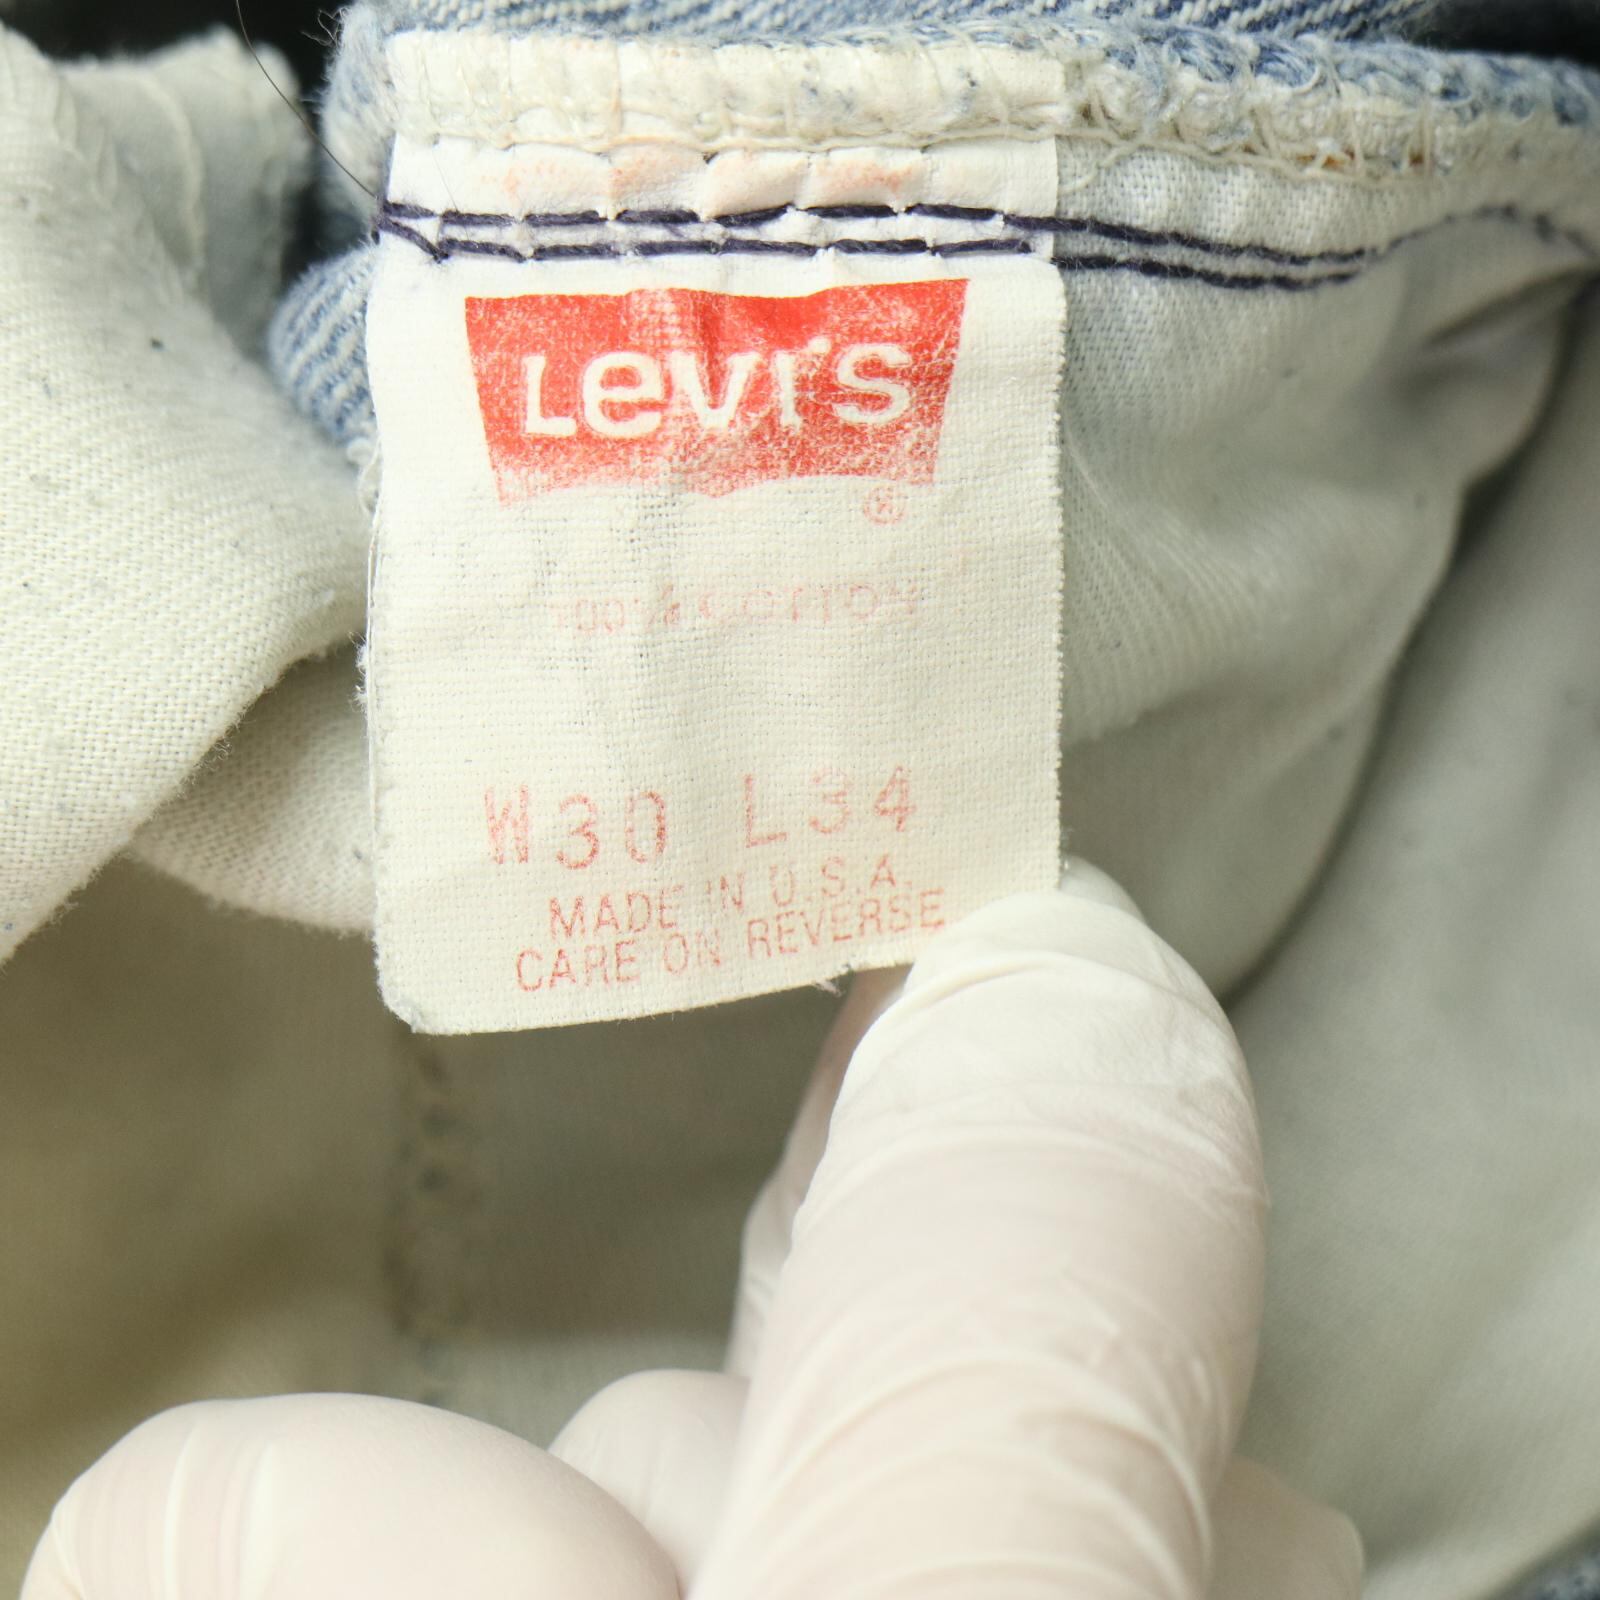 Levi's
®
100% COTTON
W30 L34
MADE IN U.S.A.
CARE ON REVERSE